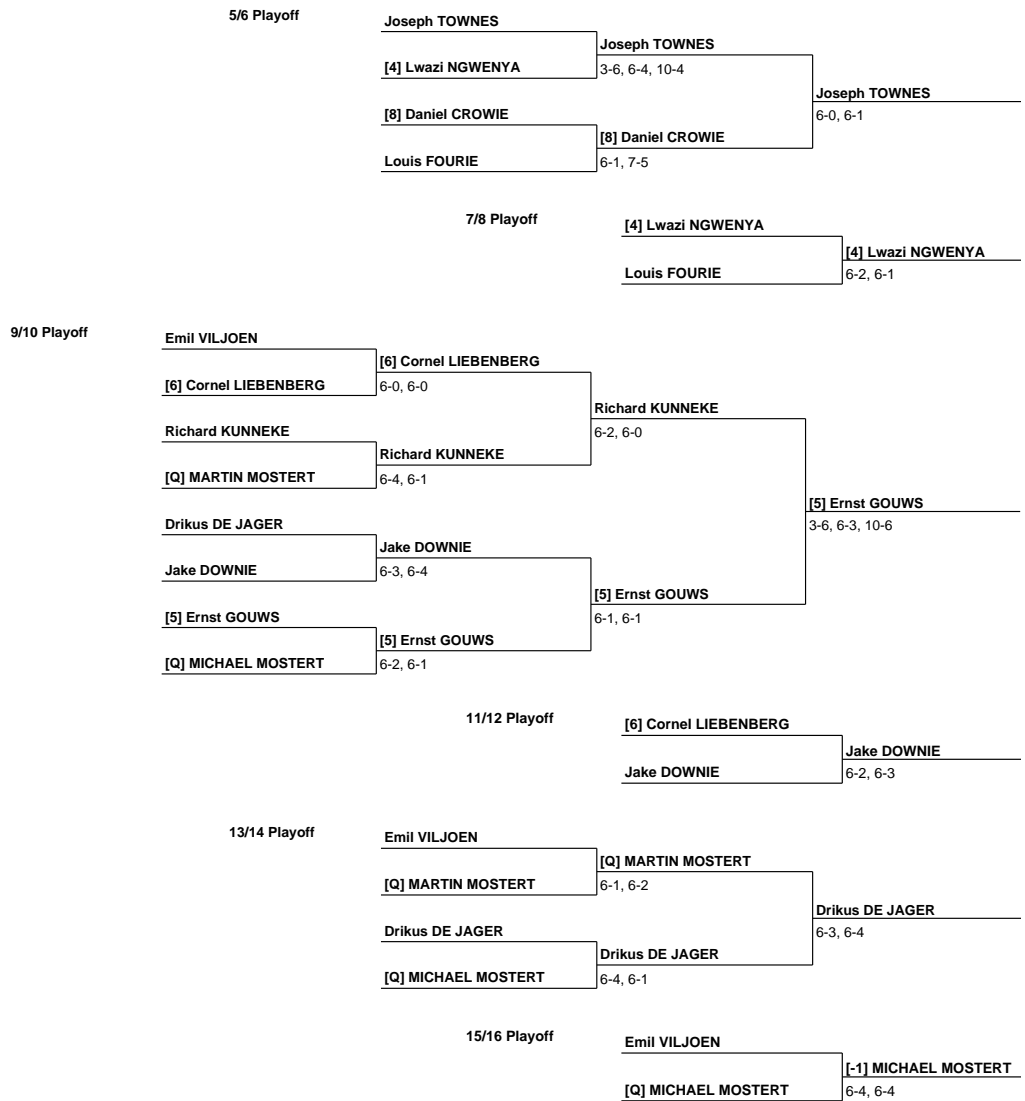 5/6 Playoff
Joseph TOWNES
Joseph TOWNES
[4] Lwazi NGWENYA
3-6, 6-4, 10-4
Joseph TOWNES
6-0, 6-1
[8] Daniel CROWIE
[8] Daniel CROWIE
Louis FOURIE
6-1, 7-5
7/8 Playoff
[4] Lwazi NGWENYA
[4] Lwazi NGWENYA
Louis FOURIE
6-2, 6-1
9/10 Playoff
Emil VILJOEN
[6] Cornel LIEBENBERG
[6] Cornel LIEBENBERG
6-0, 6-0
Richard KUNNEKE
6-2, 6-0
Richard KUNNEKE
Richard KUNNEKE
[Q] MARTIN MOSTERT
6-4, 6-1
[5] Ernst GOUWS
3-6, 6-3, 10-6
Drikus DE JAGER
Jake DOWNIE
Jake DOWNIE
6-3, 6-4
[5] Ernst GOUWS
6-1, 6-1
[5] Ernst GOUWS
[5] Ernst GOUWS
[Q] MICHAEL MOSTERT
6-2, 6-1
11/12 Playoff
[6] Cornel LIEBENBERG
Jake DOWNIE
Jake DOWNIE
6-2, 6-3
13/14 Playoff
Emil VILJOEN
[Q] MARTIN MOSTERT
[Q] MARTIN MOSTERT
6-1, 6-2
Drikus DE JAGER
6-3, 6-4
Drikus DE JAGER
Drikus DE JAGER
[Q] MICHAEL MOSTERT
6-4, 6-1
15/16 Playoff
Emil VILJOEN
[-1] MICHAEL MOSTERT
[Q] MICHAEL MOSTERT
6-4, 6-4